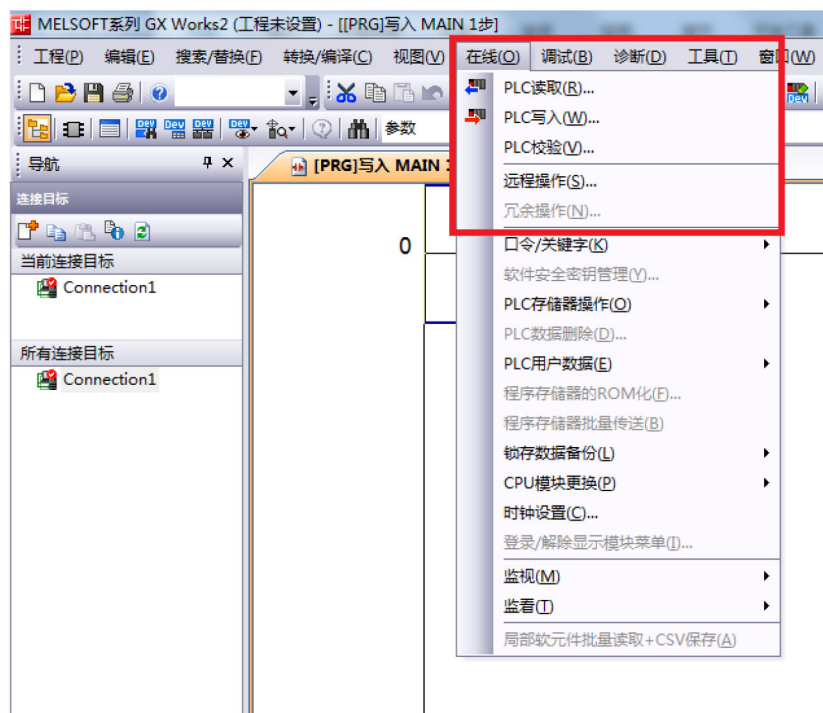 MELSOFT系列 GX Works2 (工程未设置) - [[PRG]写入 MAIN 1步]
工程(P) 编辑(E) 搜索/替换(F) 转换/编译(C) 视图(V) 在线(O) 调试(B) 诊断(D) 工具(T) 窗口(W)
参数
导航
[PRG]写入 MAIN 1
连接目标
当前连接目标
Connection1
所有连接目标
Connection1
0
PLC读取(R)...
PLC写入(W)...
PLC校验(V)...
远程操作(S)...
冗余操作(N)...
口令/关键字(K)
软件安全密钥管理(Y)...
PLC存储器操作(O)
PLC数据删除(D)...
PLC用户数据(E)
程序存储器的ROM化(F)...
程序存储器批量传送(B)
锁存数据备份(L)
CPU模块更换(P)
时钟设置(C)...
登录/解除显示模块菜单(I)...
监视(M)
监看(T)
局部软元件批量读取+CSV保存(A)